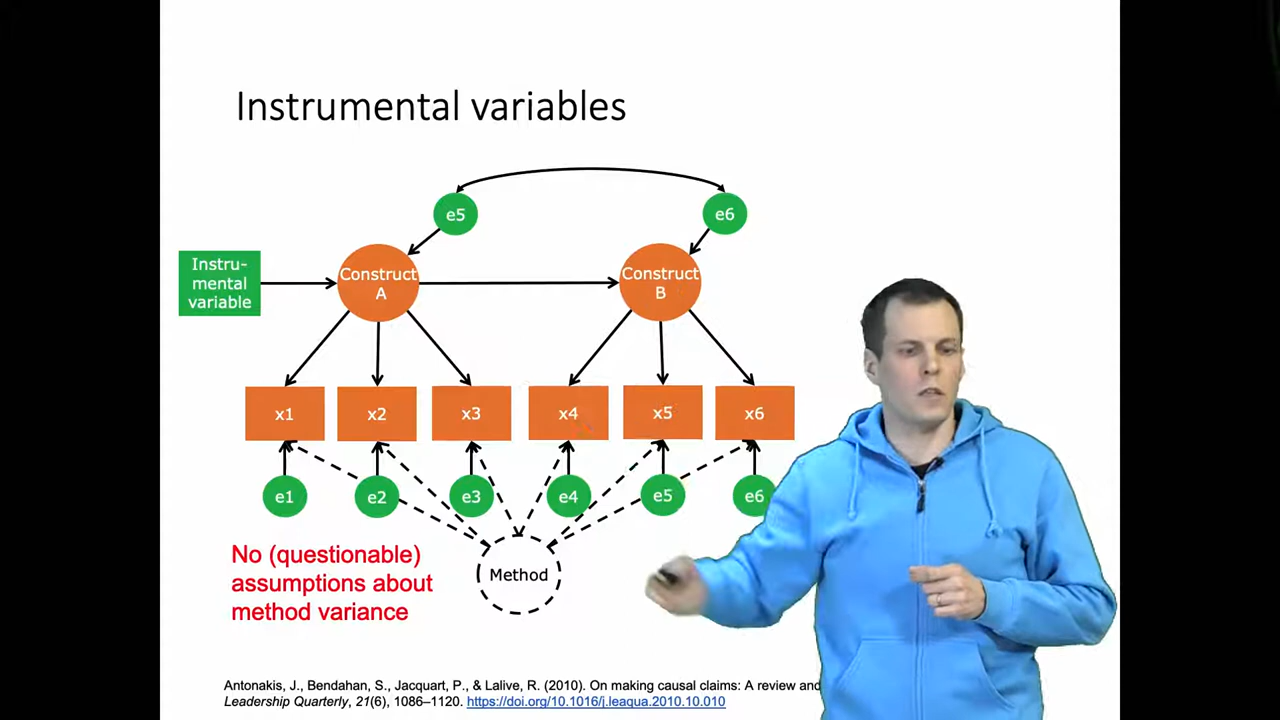 Instrumental variables
e5
e6
Instru-
mental
variable
Construct
A
Construct
B
x1
x2
x3
x4
x5
x6
e1
e2
e3
e4
e5
e6
No (questionable)
assumptions about
method variance
Method
Antonakis, J., Bendahan, S., Jacquart, P., & Lalive, R. (2010). On making causal claims: A review and
Leadership Quarterly, 21(6), 1086–1120. https://doi.org/10.1016/j.leaqua.2010.10.010